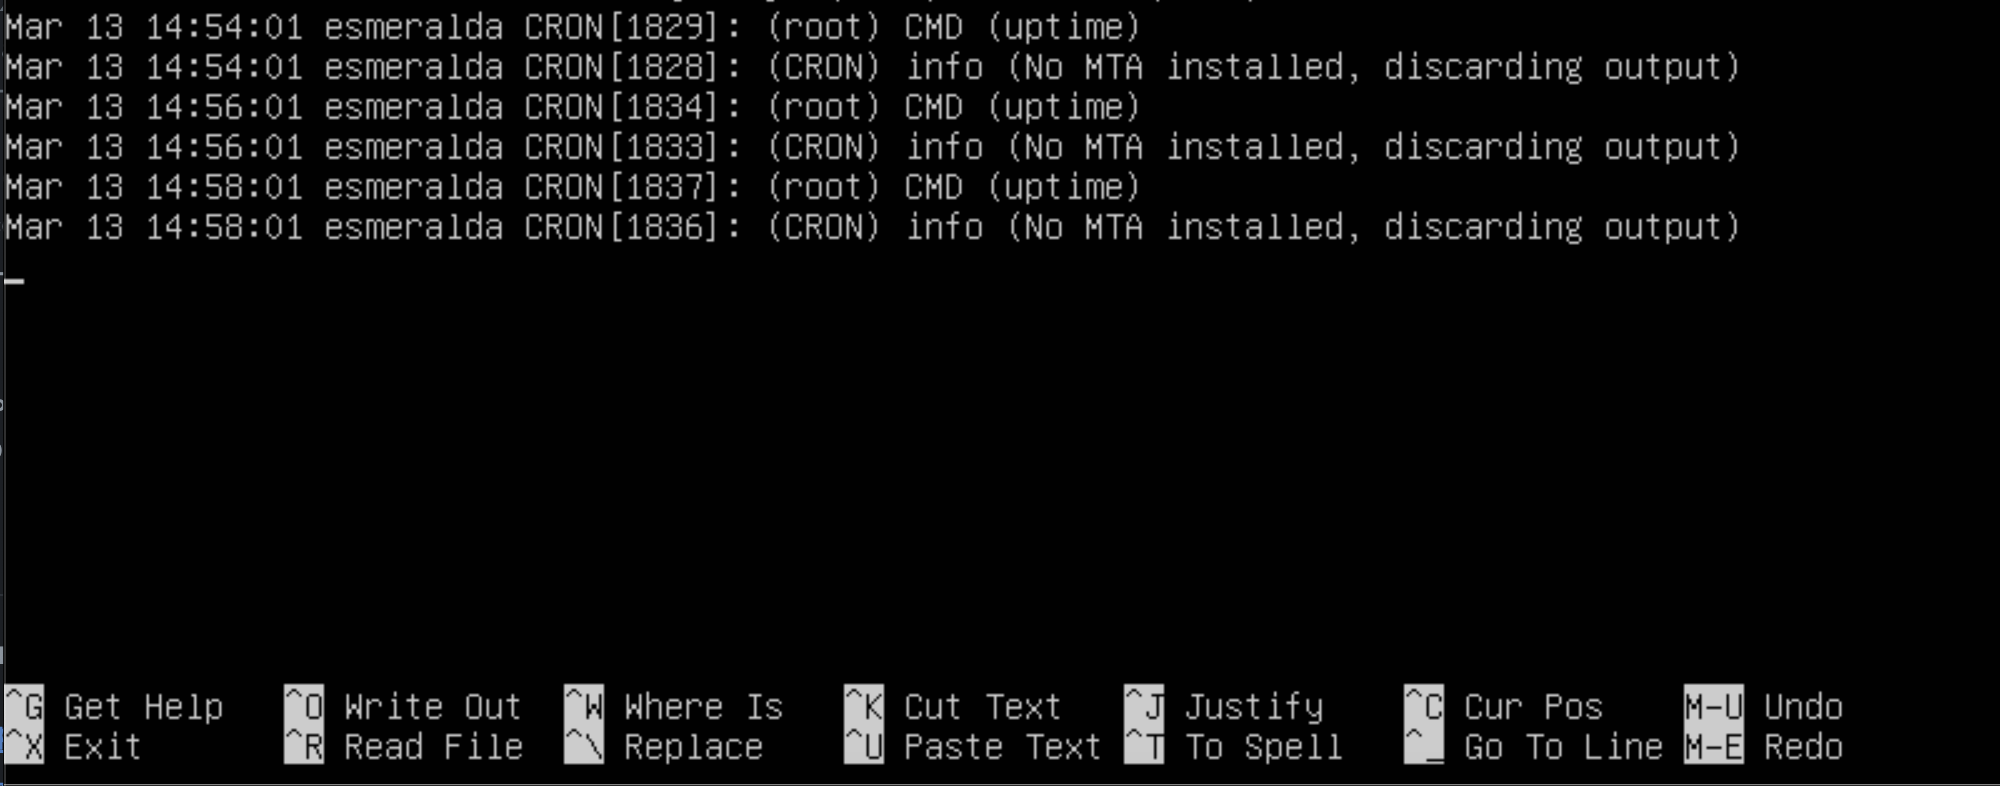 Mar 13 14:54:01 esmeralda CRON[1829]: (root) CMD (uptime)
Mar 13 14:54:01 esmeralda CRON[1828]: (CRON) info (No MTA installed, discarding output)
Mar 13 14:56:01 esmeralda CRON[1834]: (root) CMD (uptime)
Mar 13 14:56:01 esmeralda CRON[1833]: (CRON) info (No MTA installed, discarding output)
Mar 13 14:58:01 esmeralda CRON[1837]: (root) CMD (uptime)
Mar 13 14:58:01 esmeralda CRON[1836]: (CRON) info (No MTA installed, discarding output)
^G Get Help ^O Write Out ^W Where Is ^K Cut Text ^J Justify ^C Cur Pos M-U Undo
^X Exit ^R Read File ^\ Replace ^U Paste Text ^T To Spell ^_ Go To Line M-E Redo